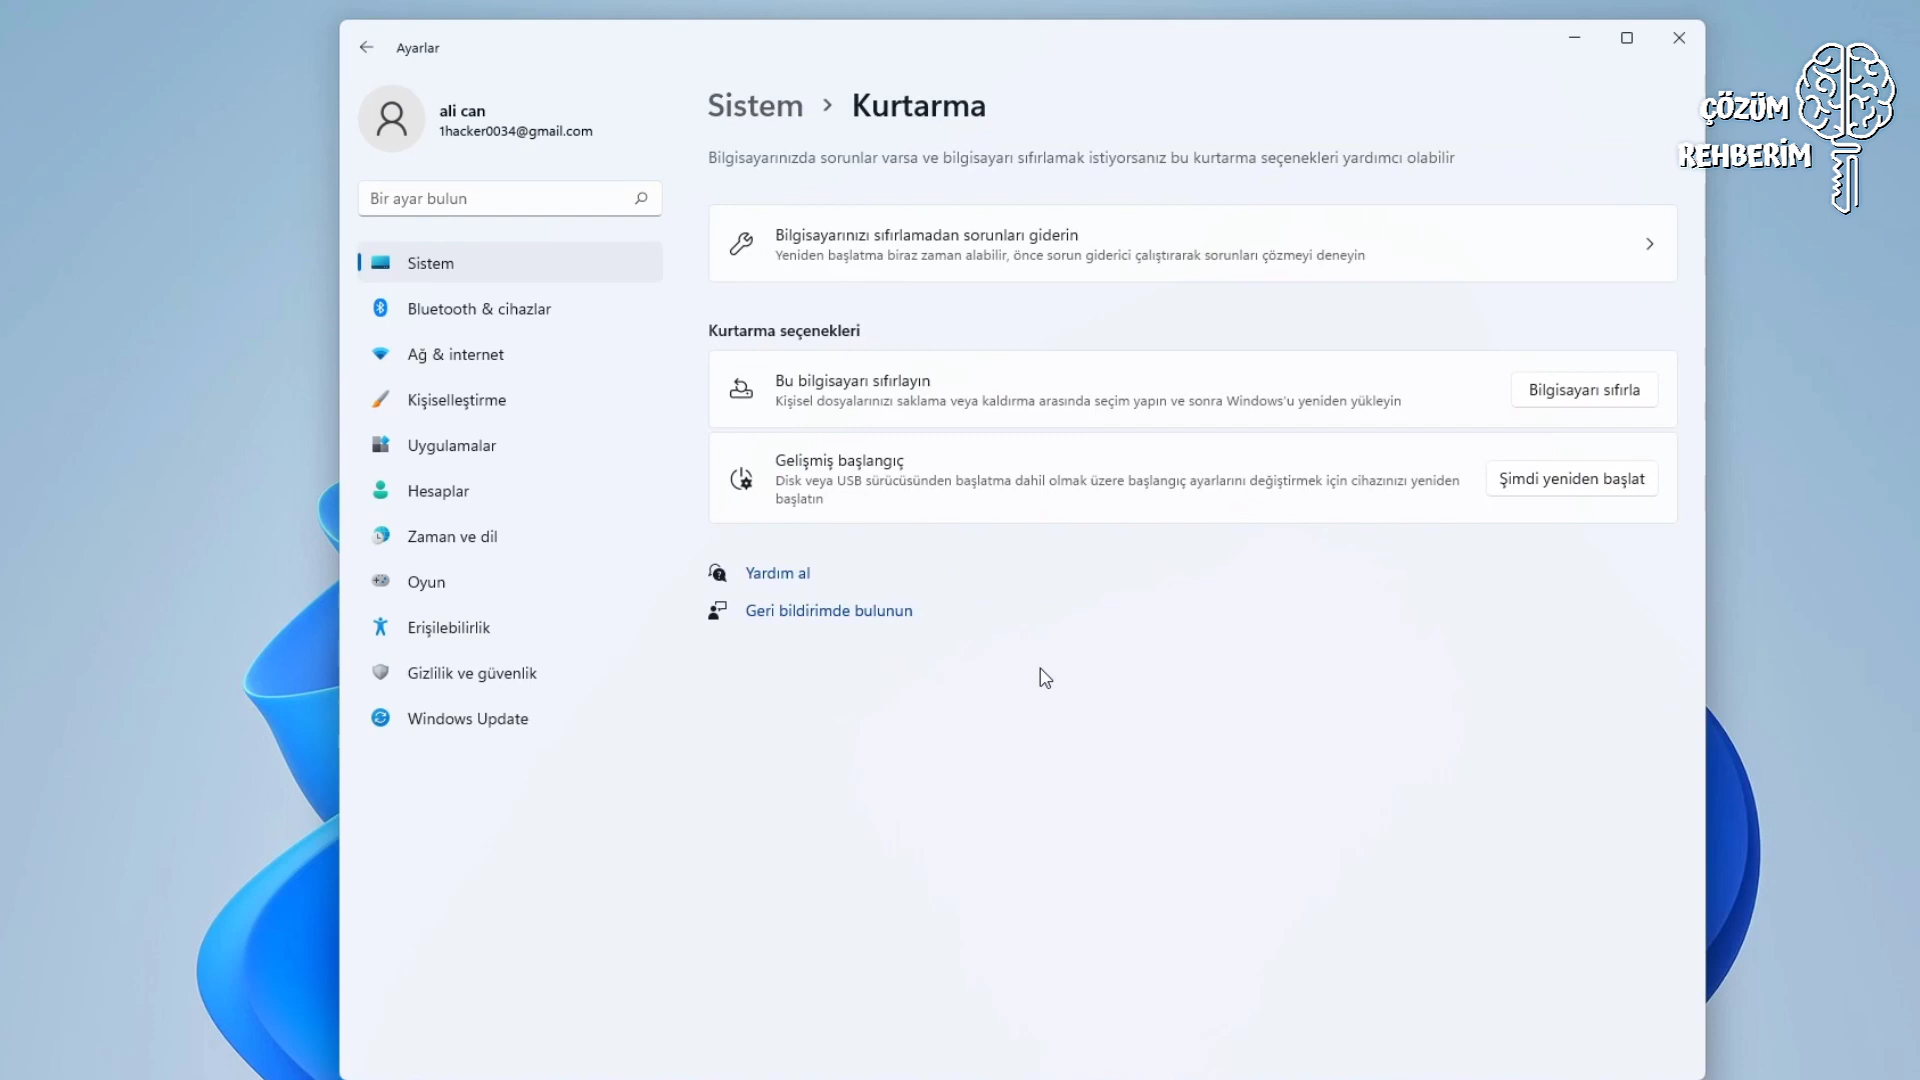 Ayarlar
ali can
1hacker0034@gmail.com
Bir ayar bulun
Sistem
Bluetooth & cihazlar
Ağ & internet
Kişiselleştirme
Uygulamalar
Hesaplar
Zaman ve dil
Oyun
Erişilebilirlik
Gizlilik ve güvenlik
Windows Update
Sistem > Kurtarma
Bilgisayarınızda sorunlar varsa ve bilgisayarı sıfırlamak istiyorsanız bu kurtarma seçenekleri yardımcı olabilir
Bilgisayarınızı sıfırlamadan sorunları giderin
Yeniden başlatma biraz zaman alabilir, önce sorun giderici çalıştırarak sorunları çözmeyi deneyin
Kurtarma seçenekleri
Bu bilgisayarı sıfırlayın
Kişisel dosyalarınızı saklama veya kaldırma arasında seçim yapın ve sonra Windows'u yeniden yükleyin
Bilgisayarı sıfırla
Gelişmiş başlangıç
Disk veya USB sürücüsünden başlatma dahil olmak üzere başlangıç ayarlarını değiştirmek için cihazınızı yeniden
başlatın
Şimdi yeniden başlat
Yardım al
Geri bildirimde bulunun
ÇÖZÜM
REHBERİM